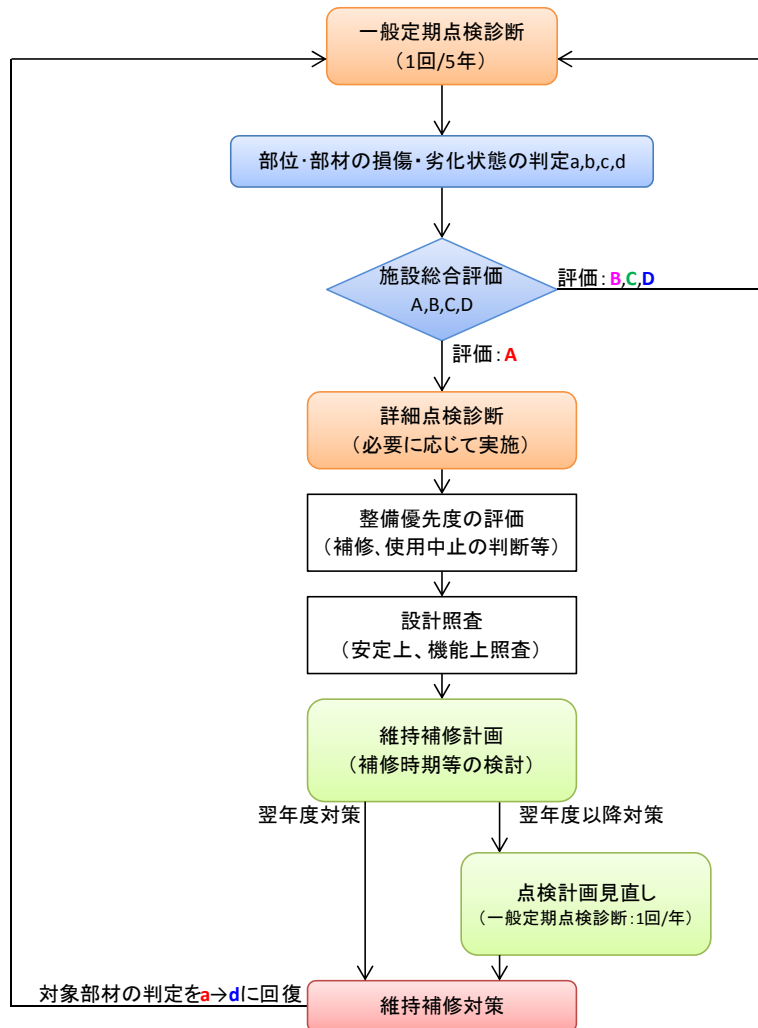 一般定期点検診断
（1回/5年）
部位・部材の損傷・劣化状態の判定a,b,c,d
施設総合評価
A,B,C,D
評価：B,C,D
評価：A
詳細点検診断
（必要に応じて実施）
整備優先度の評価
（補修、使用中止の判断等）
設計照査
（安定上、機能上照査）
維持補修計画
（補修時期等の検討）
翌年度対策
翌年度以降対策
点検計画見直し
（一般定期点検診断：1回/年）
対象部材の判定をa→dに回復
維持補修対策